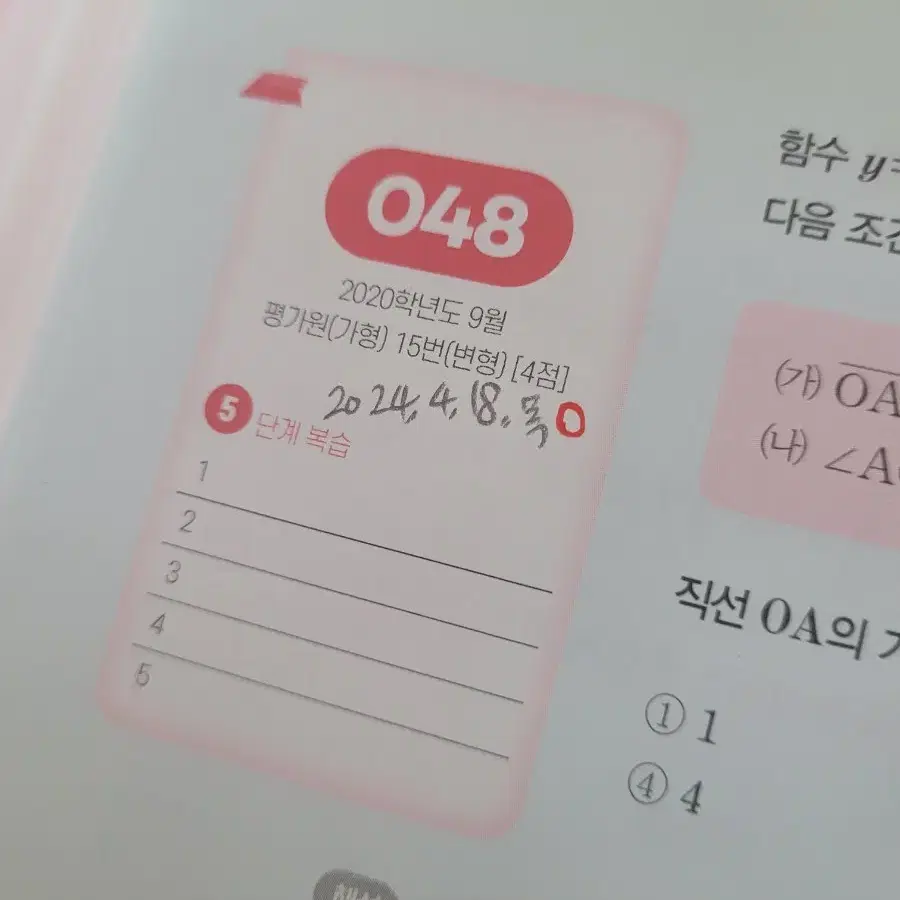 048
2020학년도 9월
평가원(가형) 15번(변형) [4점]
2024. 4. 18. 목 O
5 단계 복습
1
2
3
4
5
함수 y=
다음 조건
(가) OA
(나) ∠A
직선 OA의
① 1
④ 4